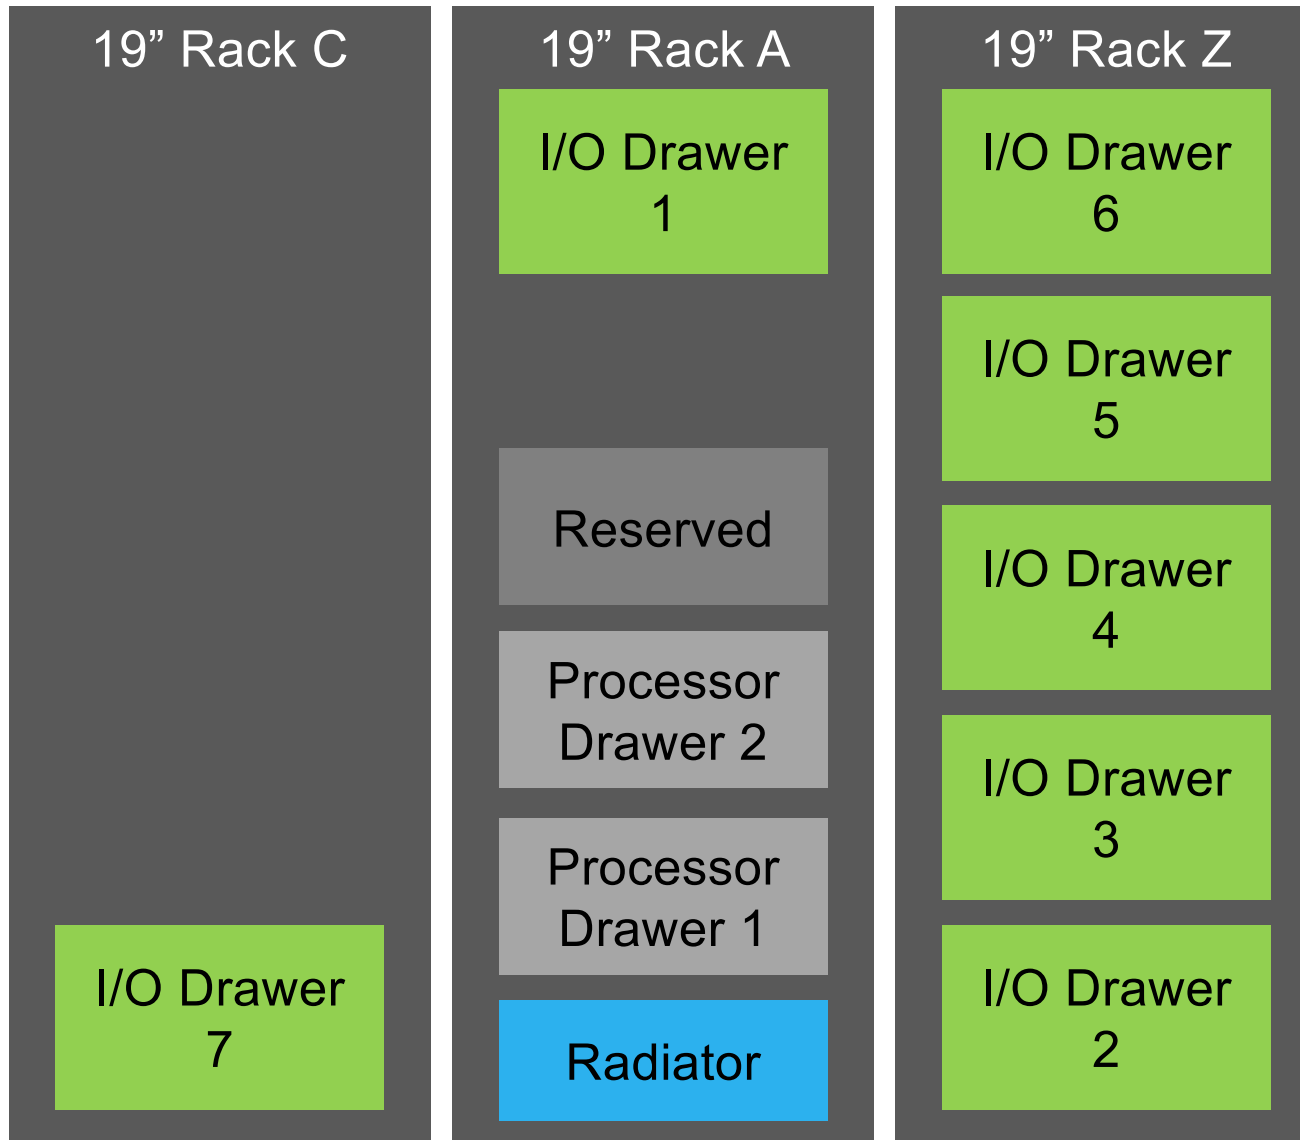 19” Rack C
I/O Drawer
7
19” Rack A
I/O Drawer
1
Reserved
Processor
Drawer 2
Processor
Drawer 1
Radiator
19” Rack Z
I/O Drawer
6
I/O Drawer
5
I/O Drawer
4
I/O Drawer
3
I/O Drawer
2